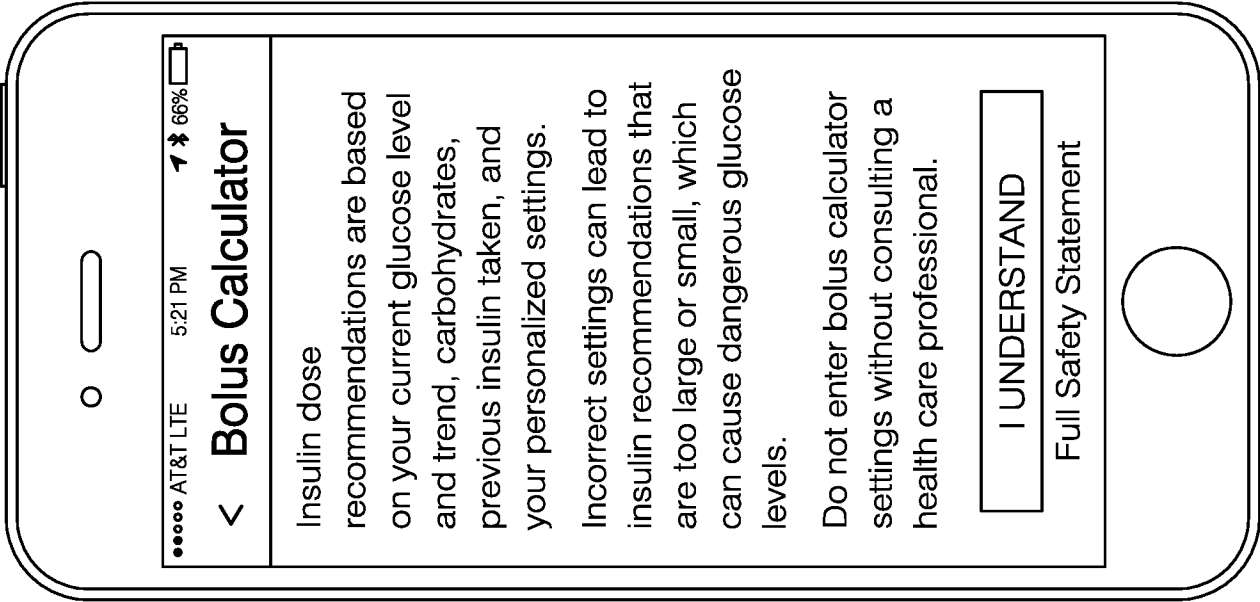 ●●●●● AT&T LTE 5:21 PM 66%
< Bolus Calculator
Insulin dose
recommendations are based
on your current glucose level
and trend, carbohydrates,
previous insulin taken, and
your personalized settings.
Incorrect settings can lead to
insulin recommendations that
are too large or small, which
can cause dangerous glucose
levels.
Do not enter bolus calculator
settings without consulting a
health care professional.
I UNDERSTAND
Full Safety Statement